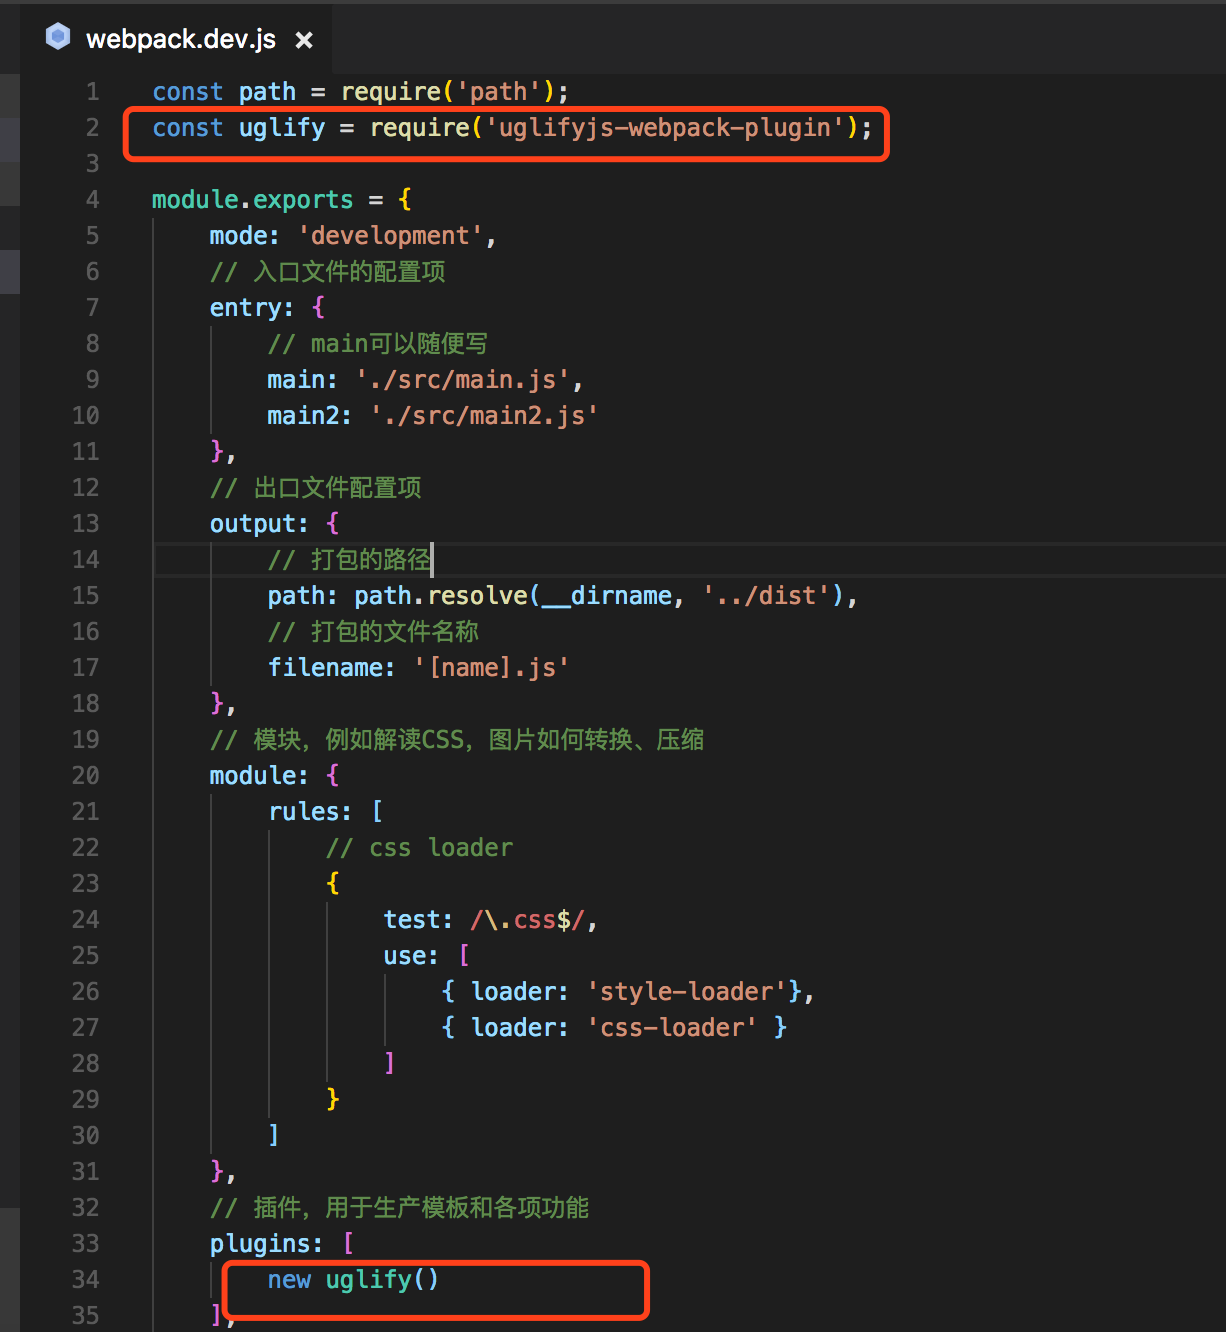 webpack.dev.js ×
1 const path = require('path');
2 const uglify = require('uglifyjs-webpack-plugin');
3
4 module.exports = {
5 mode: 'development',
6 // 入口文件的配置项
7 entry: {
8 // main可以随便写
9 main: './src/main.js',
10 main2: './src/main2.js'
11 },
12 // 出口文件配置项
13 output: {
14 // 打包的路径
15 path: path.resolve(__dirname, '../dist'),
16 // 打包的文件名称
17 filename: '[name].js'
18 },
19 // 模块，例如解读CSS，图片如何转换、压缩
20 module: {
21 rules: [
22 // css loader
23 {
24 test: /\.css$/,
25 use: [
26 { loader: 'style-loader'},
27 { loader: 'css-loader' }
28 ]
29 }
30 ]
31 },
32 // 插件，用于生产模板和各项功能
33 plugins: [
34 new uglify()
35 ],